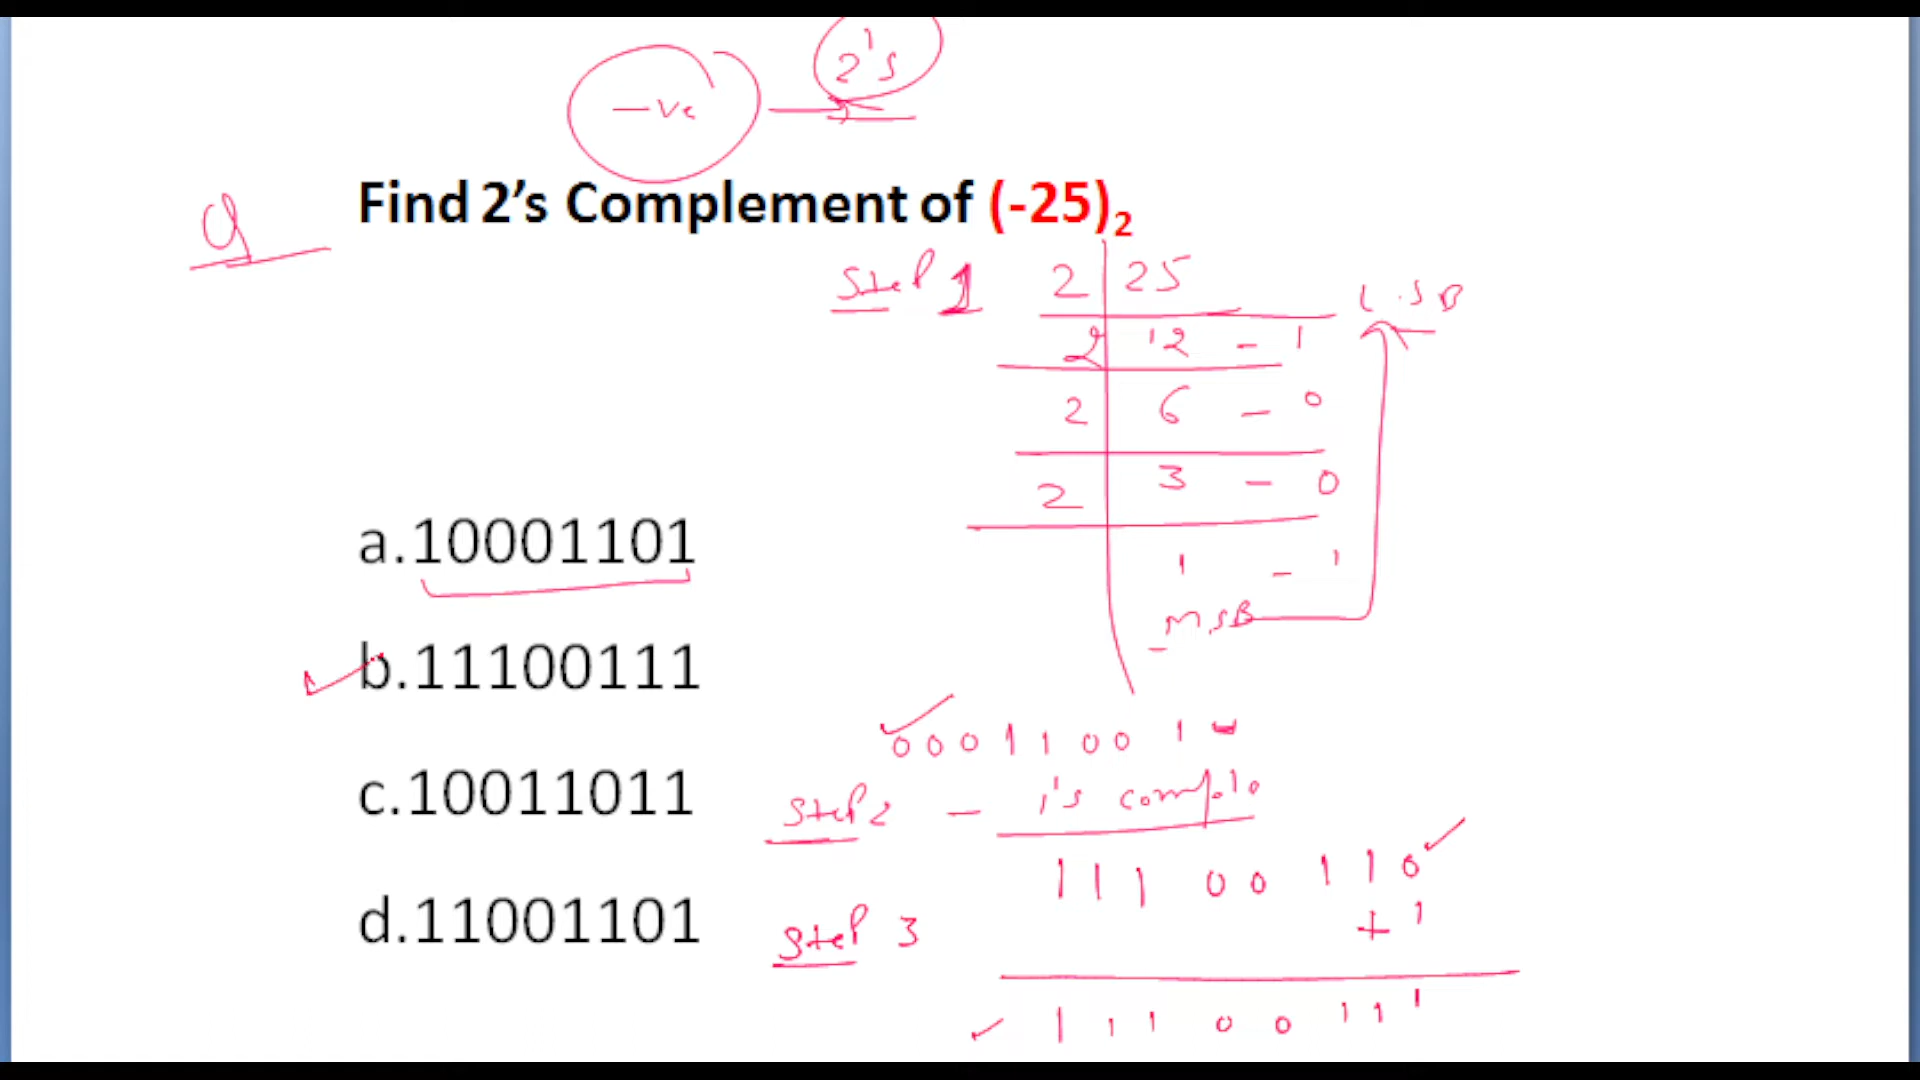 2's
-ve
Q
Find 2's Complement of (-25)₂
Step 1
2 25
L.S.B
2 12 - 1
2 6 - 0
2 3 - 0
1 - 1
M.S.B
a.10001101
b.11100111
c.10011011
d.11001101
00011001
Step 2 - 1's comple
11100110
Step 3
+1
11100111